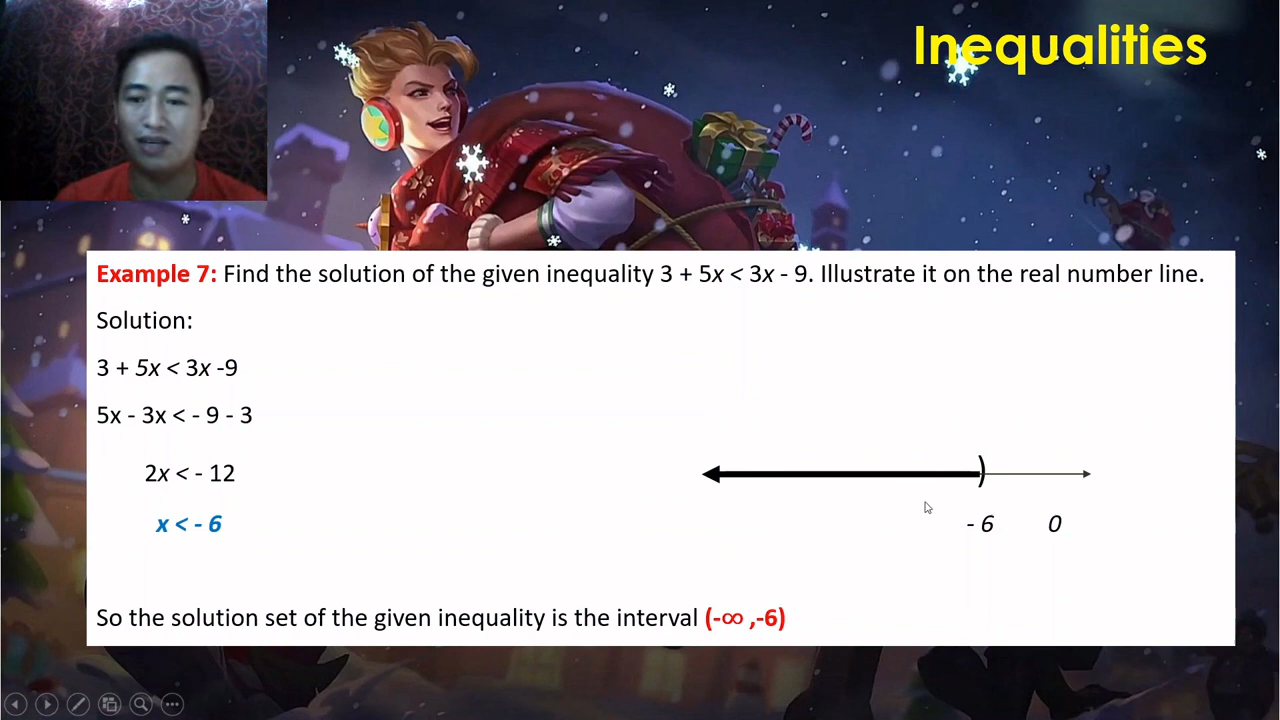 Inequalities
Example 7: Find the solution of the given inequality 3 + 5x < 3x - 9. Illustrate it on the real number line.
Solution:
3 + 5x < 3x -9
5x - 3x < - 9 - 3
2x < - 12
)
x < - 6
- 6 0
So the solution set of the given inequality is the interval (-∞ ,-6)